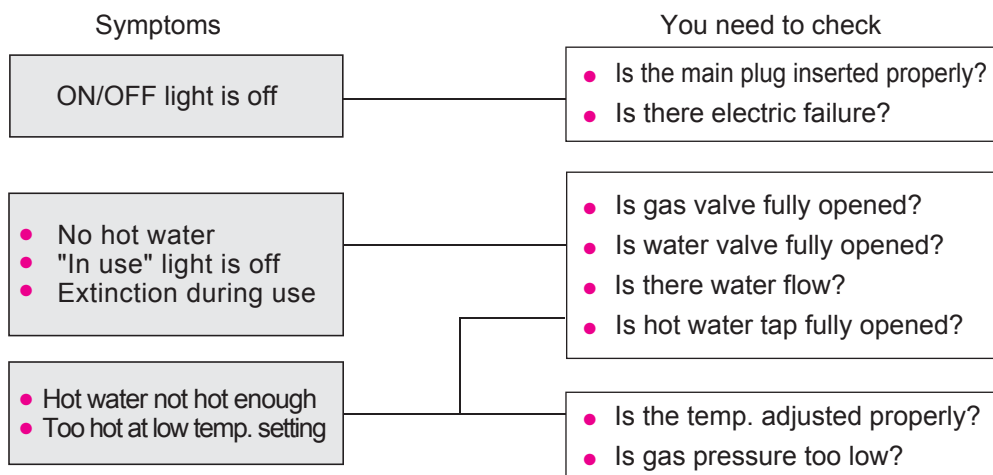 Symptoms
You need to check
ON/OFF light is off
Is the main plug inserted properly?
Is there electric failure?
No hot water
"In use" light is off
Extinction during use
Is gas valve fully opened?
Is water valve fully opened?
Is there water flow?
Is hot water tap fully opened?
Hot water not hot enough
Too hot at low temp. setting
Is the temp. adjusted properly?
Is gas pressure too low?